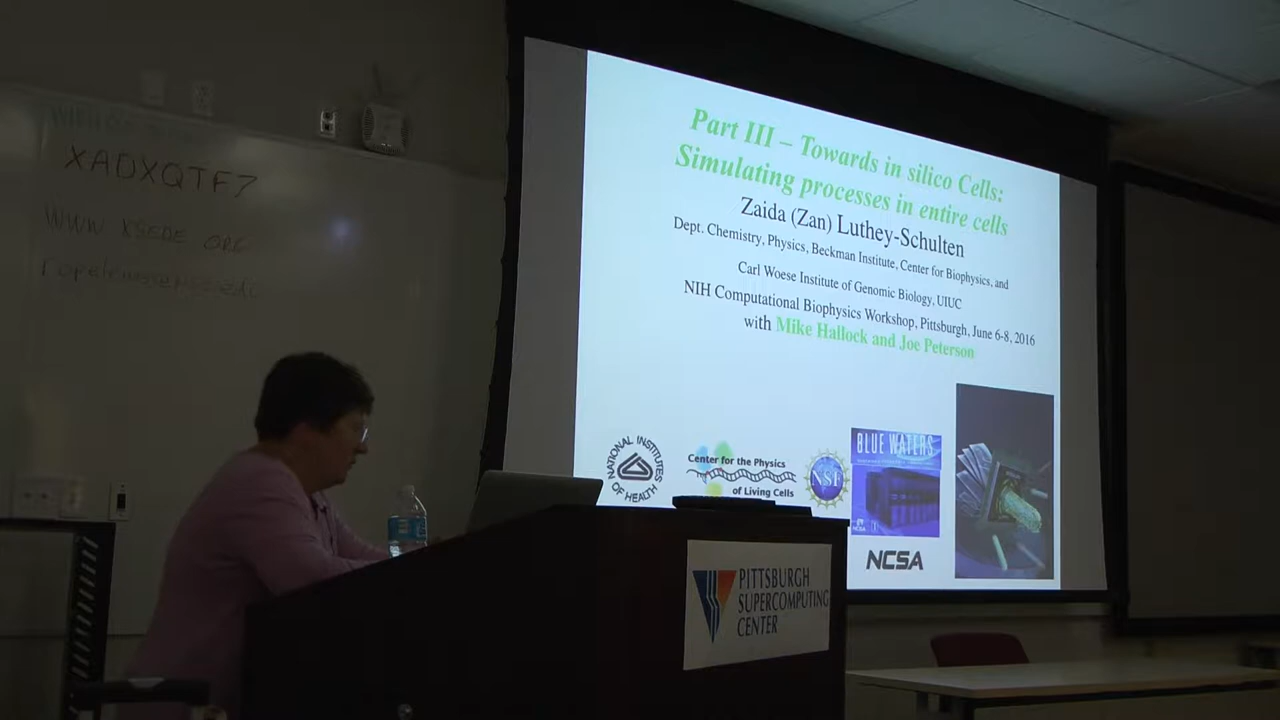 XADXQTF7
WWW XSEDE.ORG
Part III – Towards in silico Cells:
Simulating processes in entire cells
Zaida (Zan) Luthey-Schulten
Dept. Chemistry, Physics, Beckman Institute, Center for Biophysics, and
Carl Woese Institute of Genomic Biology, UIUC
NIH Computational Biophysics Workshop, Pittsburgh, June 6-8, 2016
with Mike Hallock and Joe Peterson
NATIONAL INSTITUTES
OF HEALTH
Center for the Physics
of Living Cells
NSF
BLUE WATERS
NCSA
PITTSBURGH
SUPERCOMPUTING
CENTER